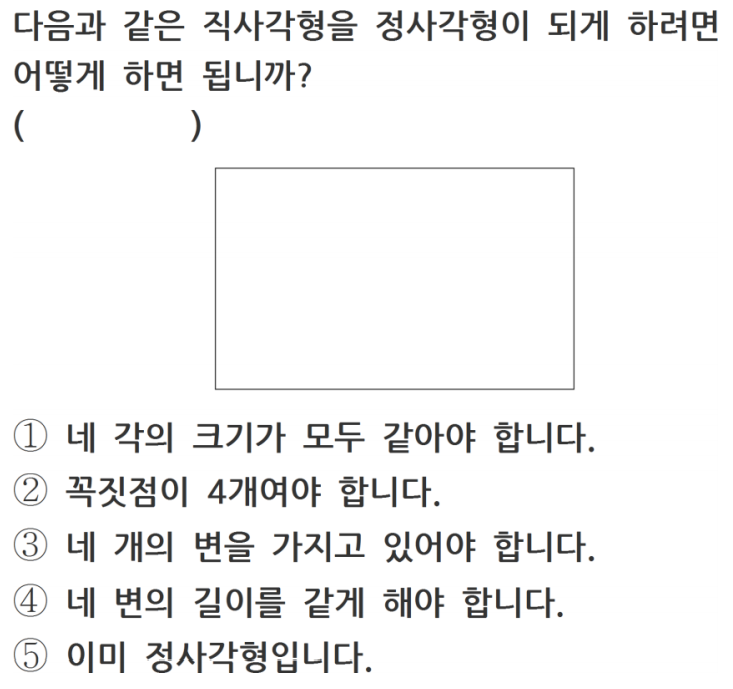 다음과 같은 직사각형을 정사각형이 되게 하려면
어떻게 하면 됩니까?
(          )
① 네 각의 크기가 모두 같아야 합니다.
② 꼭짓점이 4개여야 합니다.
③ 네 개의 변을 가지고 있어야 합니다.
④ 네 변의 길이를 같게 해야 합니다.
⑤ 이미 정사각형입니다.